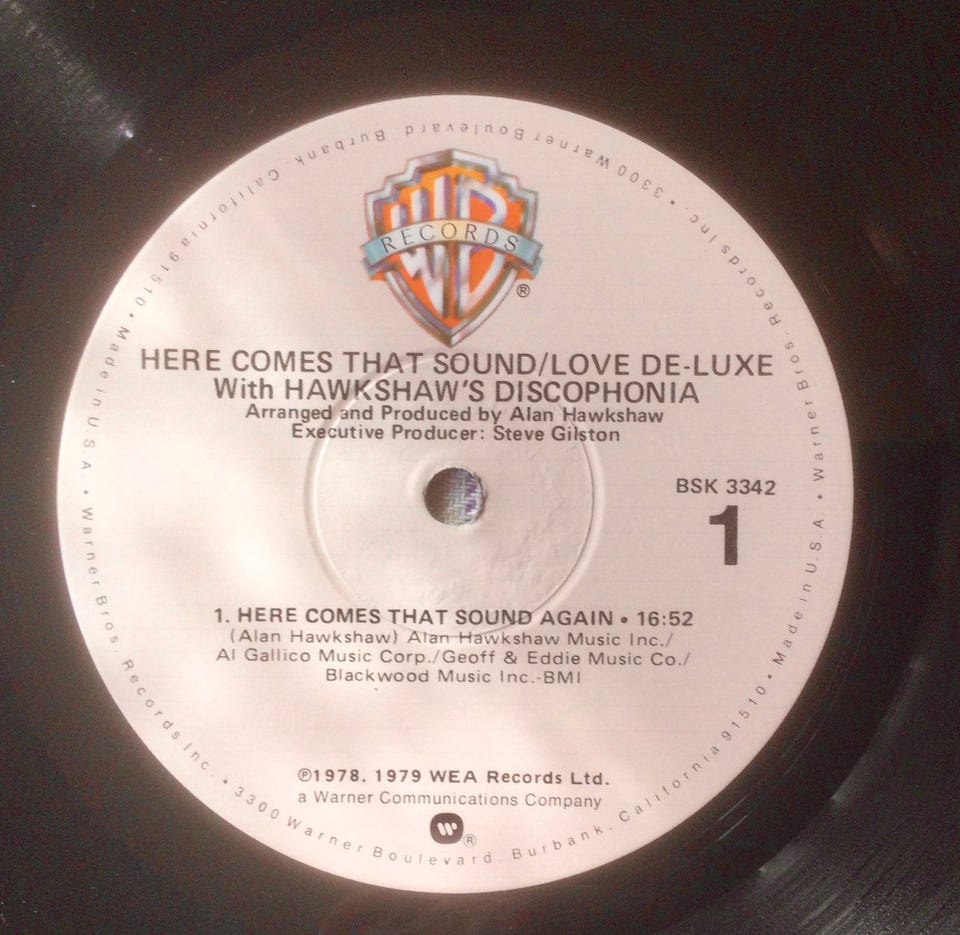 WB
RECORDS
®
HERE COMES THAT SOUND/LOVE DE-LUXE
With HAWKSHAW'S DISCOPHONIA
Arranged and Produced by Alan Hawkshaw
Executive Producer: Steve Gilston
BSK 3342
1
1. HERE COMES THAT SOUND AGAIN • 16:52
(Alan Hawkshaw) Alan Hawkshaw Music Inc./
Al Gallico Music Corp./Geoff & Eddie Music Co./
Blackwood Music Inc.-BMI
℗1978. 1979 WEA Records Ltd.
a Warner Communications Company
W®
Warner Bros. Records Inc. • 3300 Warner Boulevard. Burbank, California 91510 • Made in U.S.A. • Warner Bros. Records Inc. • 3300 Warner Boulevard. Burbank, California 91510 • Made in U.S.A. •